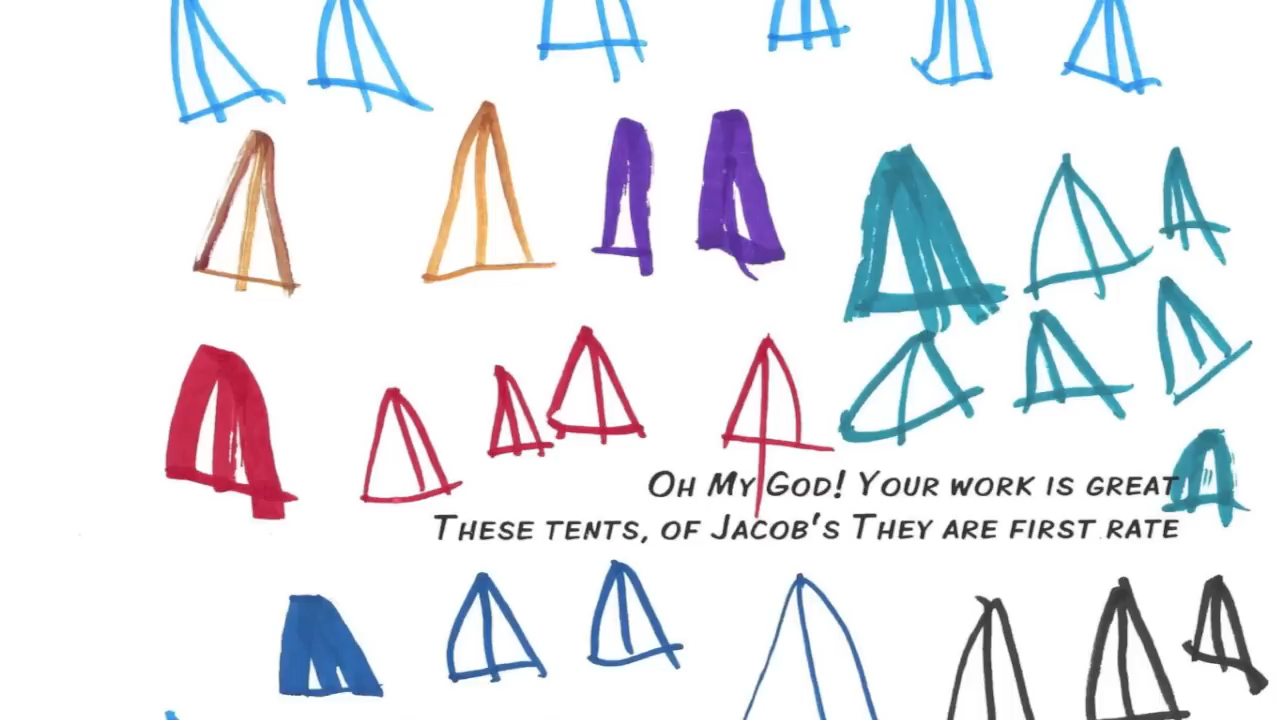 Oh My God! Your work is great
These tents, of Jacob's They are first rate